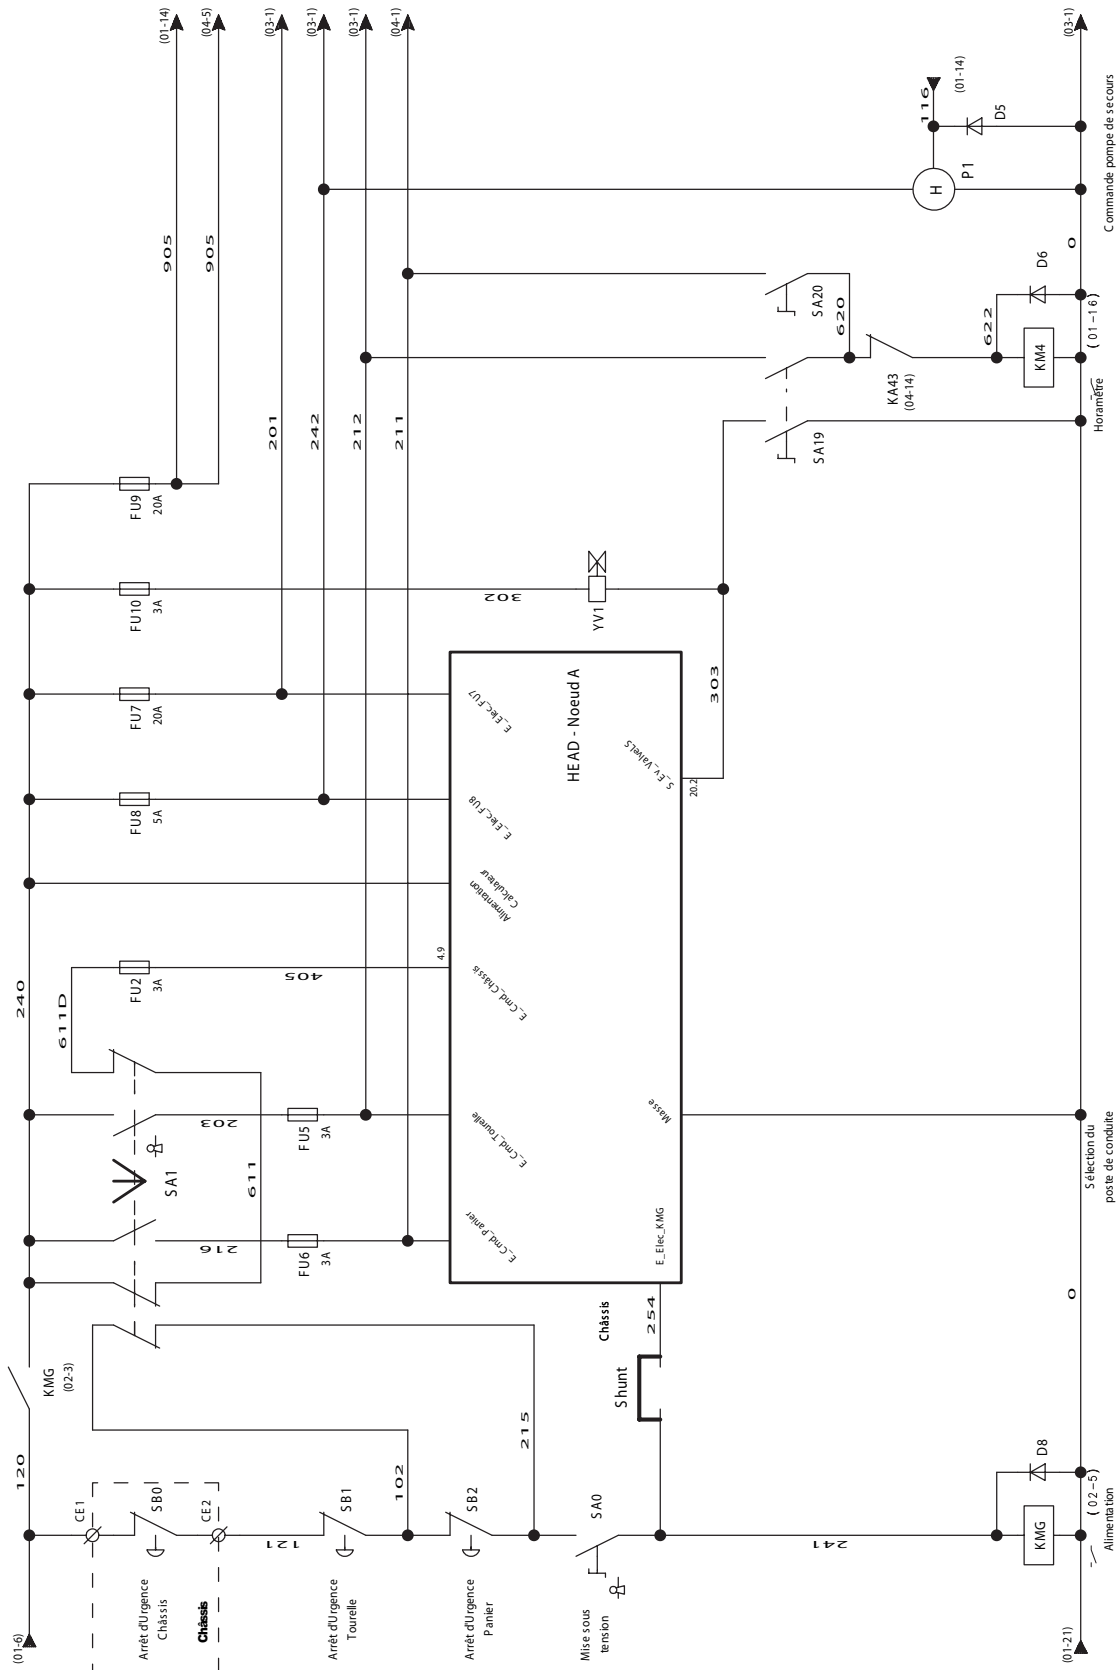 (01-6)
120
KMG
(02-3)
240
(01-14)
(04-5)
(03-1)
(03-1)
(03-1)
(04-1)
905
905
201
242
212
211
CE1
SB0
CE2
Arrêt d'Urgence
Châssis
Châssis
121
SB1
Arrêt d'Urgence
Tourelle
102
SB2
Arrêt d'Urgence
Panier
215
SA0
Mise sous
tension
241
Shunt
254
Châssis
KMG
D8
(02-5)
Alimentation
(01-21)
0
SA1
216
FU6
3A
611
203
FU5
3A
611D
FU2
3A
405
4.9
FU8
5A
FU7
20A
FU10
3A
302
YV1
FU9
20A
HEAD - Noeud A
E_Cmd_Panier
E_Cmd_Tourelle
E_Cmd_Châssis
Alimentation
Calculateur
E_Elec_FU8
E_Elec_FU7
E_Elec_KMG
Masse
S_Ev_ValveLS
20.2
303
Sélection du
poste de conduite
SA19
SA20
620
KA43
(04-14)
622
KM4
D6
(01-16)
Horamètre
0
H
P1
116
(01-14)
D5
Commande pompe de secours
(03-1)